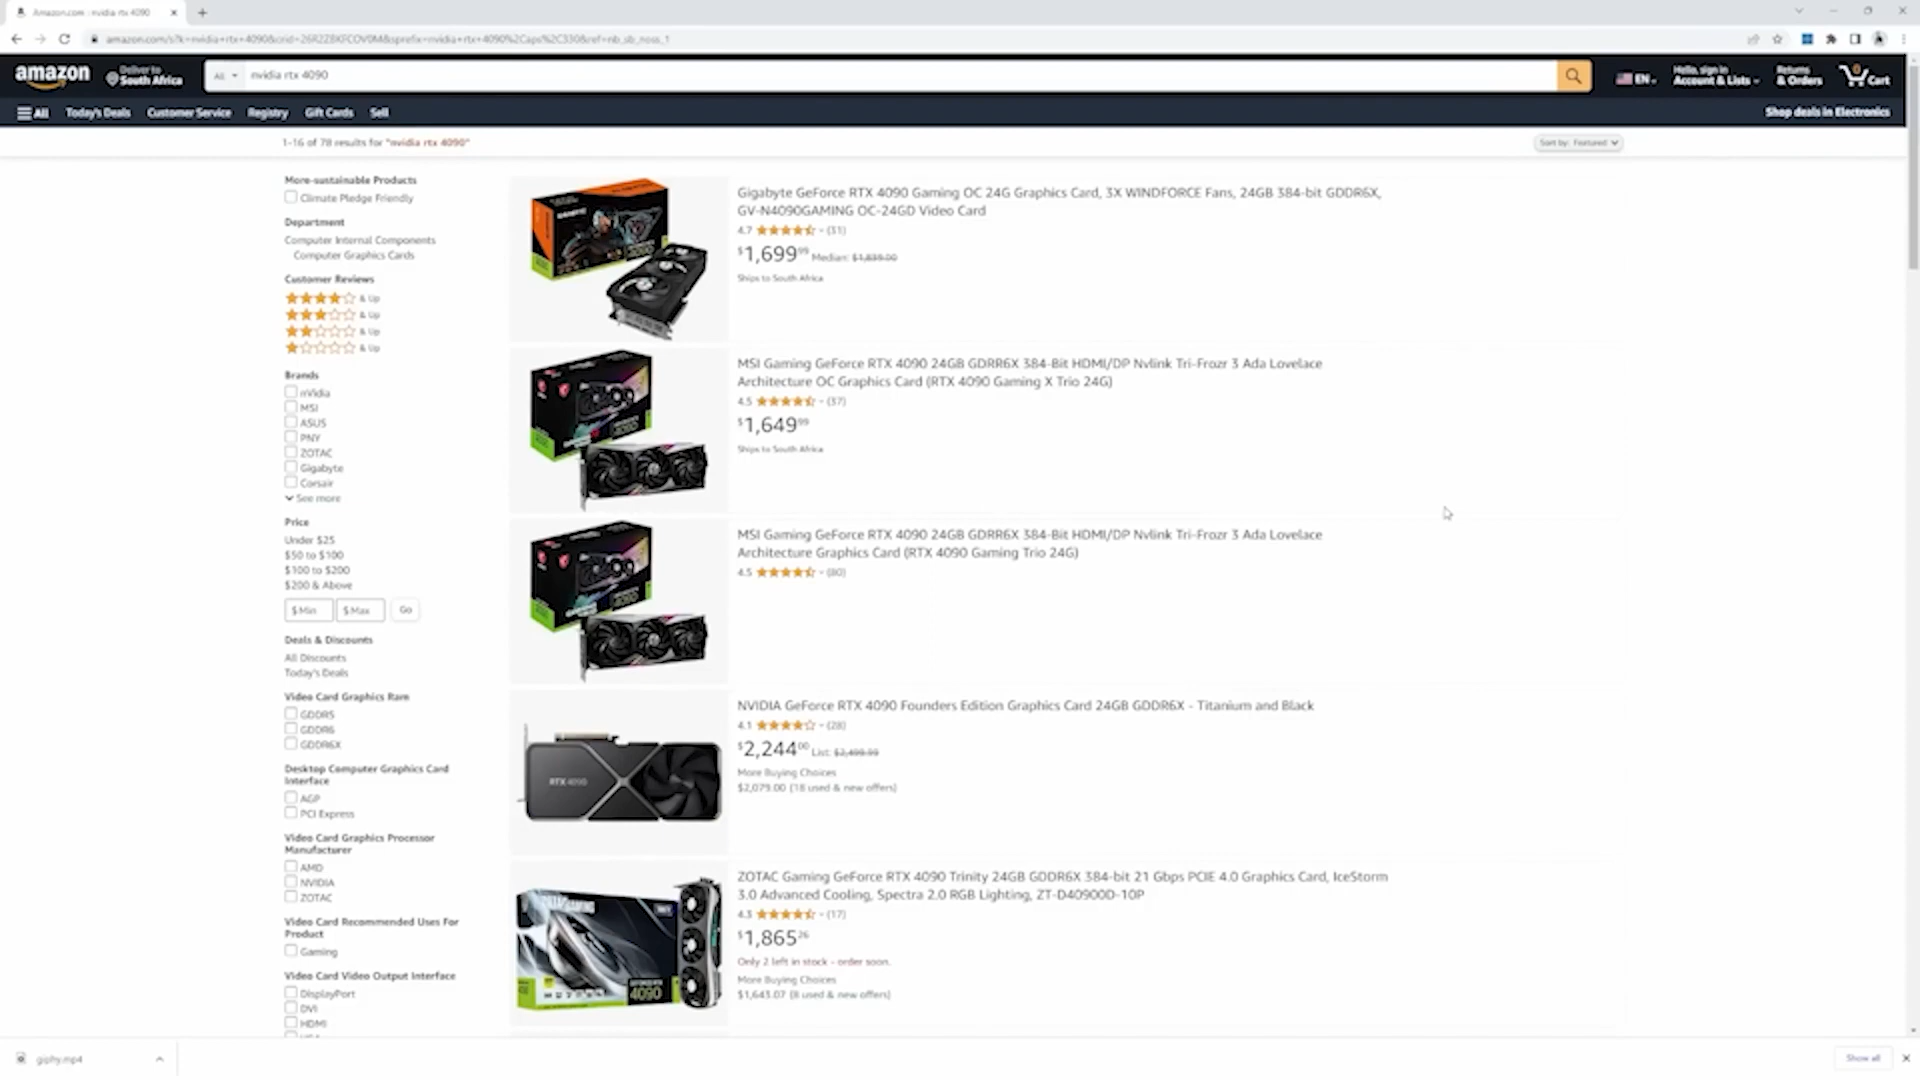 Amazon.com : nvidia rtx 4090
amazon.com/s?k=nvidia+rtx+4090&crid=26R2Z8KFCOV0M&sprefix=nvidia+rtx+4090%2Caps%2C330&ref=nb_sb_noss_1
amazon
Deliver to
South Africa
All
nvidia rtx 4090
EN
Hello, sign in
Account & Lists
Returns
& Orders
0
Cart
All
Today's Deals
Customer Service
Registry
Gift Cards
Sell
Shop deals in Electronics
1-16 of 78 results for "nvidia rtx 4090"
Sort by: Featured
More-sustainable Products
Climate Pledge Friendly
Department
Computer Internal Components
Computer Graphics Cards
Customer Reviews
& Up
& Up
& Up
& Up
Brands
nVidia
MSI
ASUS
PNY
ZOTAC
Gigabyte
Corsair
See more
Price
Under $25
$50 to $100
$100 to $200
$200 & Above
$ Min
$ Max
Go
Deals & Discounts
All Discounts
Today's Deals
Video Card Graphics Ram
GDDR5
GDDR6
GDDR6X
Desktop Computer Graphics Card
Interface
AGP
PCI Express
Video Card Graphics Processor
Manufacturer
AMD
NVIDIA
ZOTAC
Video Card Recommended Uses For
Product
Gaming
Video Card Video Output Interface
DisplayPort
DVI
HDMI
Gigabyte GeForce RTX 4090 Gaming OC 24G Graphics Card, 3X WINDFORCE Fans, 24GB 384-bit GDDR6X,
GV-N4090GAMING OC-24GD Video Card
4.7 (31)
$1,699.99 Median: $1,839.00
Ships to South Africa
MSI Gaming GeForce RTX 4090 24GB GDRR6X 384-Bit HDMI/DP Nvlink Tri-Frozr 3 Ada Lovelace
Architecture OC Graphics Card (RTX 4090 Gaming X Trio 24G)
4.5 (37)
$1,649.99
Ships to South Africa
MSI Gaming GeForce RTX 4090 24GB GDRR6X 384-Bit HDMI/DP Nvlink Tri-Frozr 3 Ada Lovelace
Architecture Graphics Card (RTX 4090 Gaming Trio 24G)
4.5 (80)
RTX 4090
NVIDIA GeForce RTX 4090 Founders Edition Graphics Card 24GB GDDR6X - Titanium and Black
4.1 (28)
$2,244.00 List: $2,499.99
More Buying Choices
$2,079.00 (18 used & new offers)
4090
ZOTAC Gaming GeForce RTX 4090 Trinity 24GB GDDR6X 384-bit 21 Gbps PCIE 4.0 Graphics Card, IceStorm
3.0 Advanced Cooling, Spectra 2.0 RGB Lighting, ZT-D40900D-10P
4.3 (17)
$1,865.26
Only 2 left in stock - order soon.
More Buying Choices
$1,643.07 (8 used & new offers)
giphy.mp4
Show all